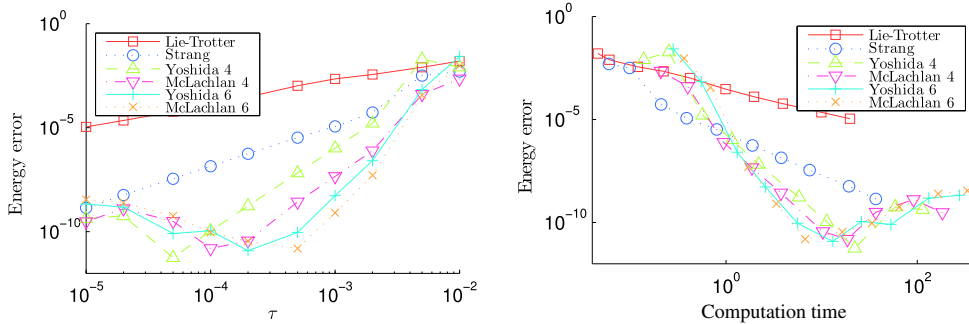 10^0
10^-5
10^-10
Energy error
Lie-Trotter
Strang
Yoshida 4
McLachlan 4
Yoshida 6
McLachlan 6
10^-5
10^-4
10^-3
10^-2
τ
10^0
10^-5
10^-10
Energy error
Lie-Trotter
Strang
Yoshida 4
McLachlan 4
Yoshida 6
McLachlan 6
10^0
10^2
Computation time